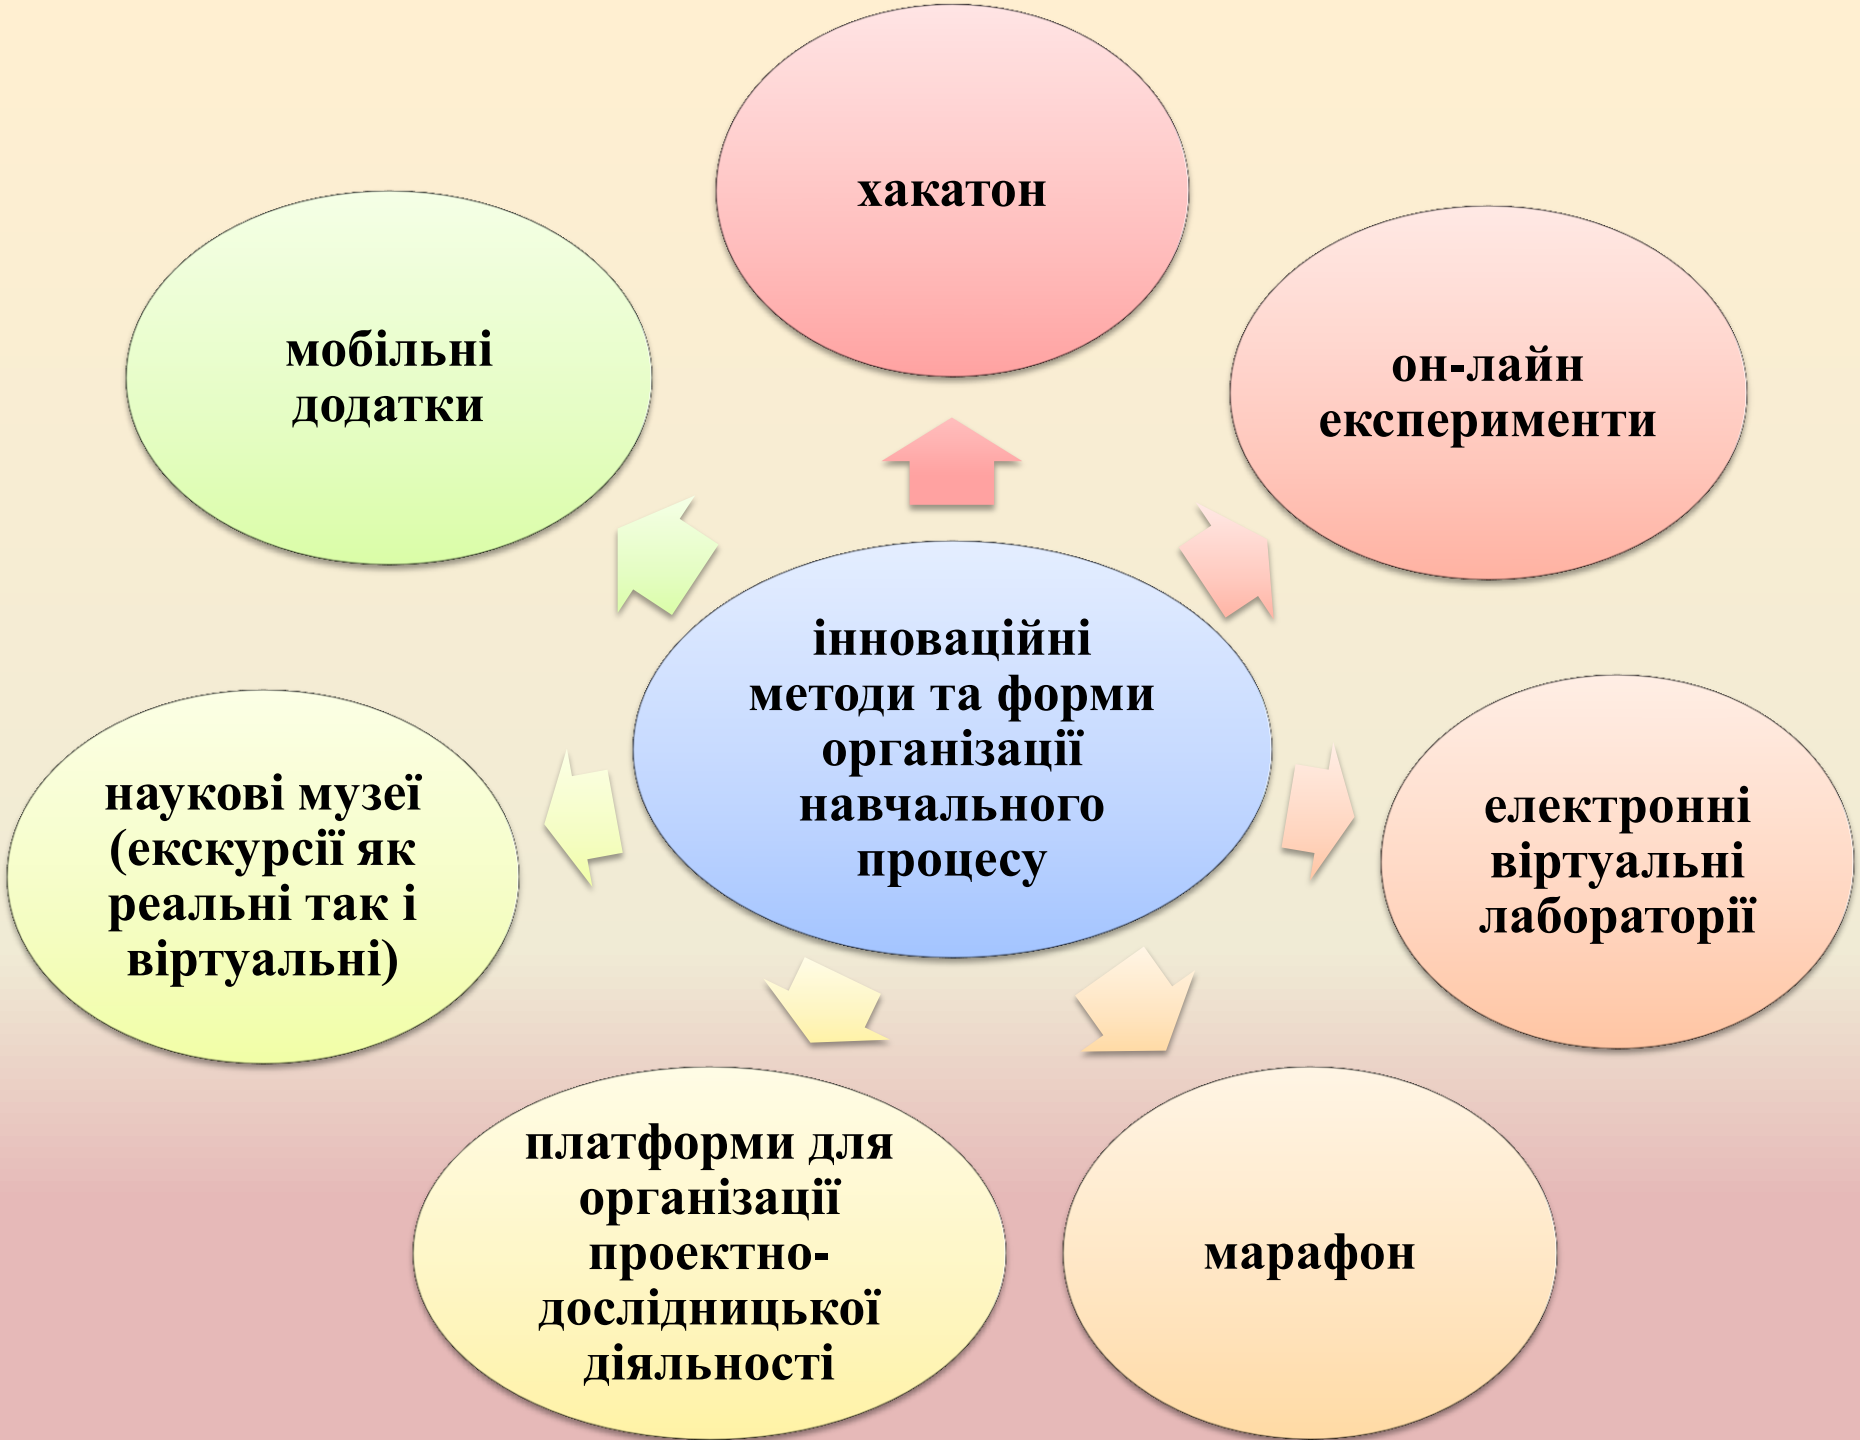 хакатон
мобільні
додатки
он-лайн
експерименти
інноваційні
методи та форми
організації
навчального
процесу
наукові музеї
(екскурсії як
реальні так і
віртуальні)
електронні
віртуальні
лабораторії
платформи для
організації
проектно-
дослідницької
діяльності
марафон